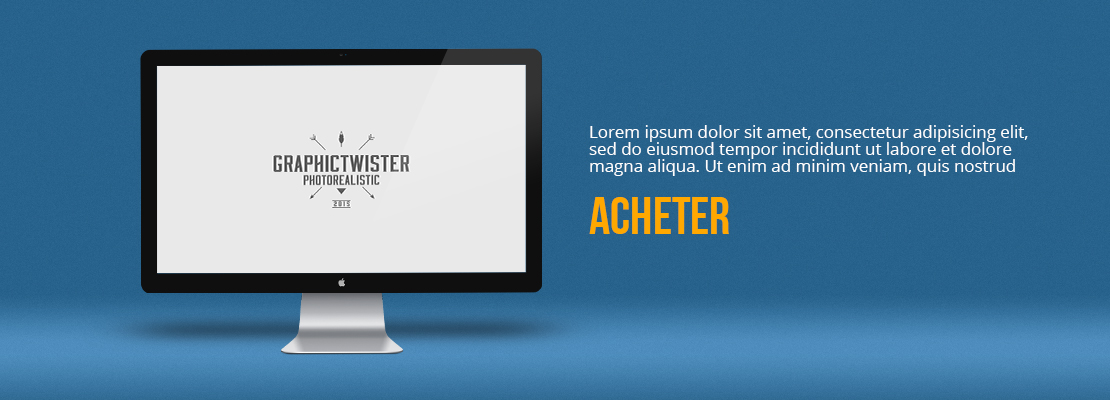 GRAPHICTWISTER
PHOTOREALISTIC
2015
Lorem ipsum dolor sit amet, consectetur adipisicing elit,
sed do eiusmod tempor incididunt ut labore et dolore
magna aliqua. Ut enim ad minim veniam, quis nostrud
ACHETER